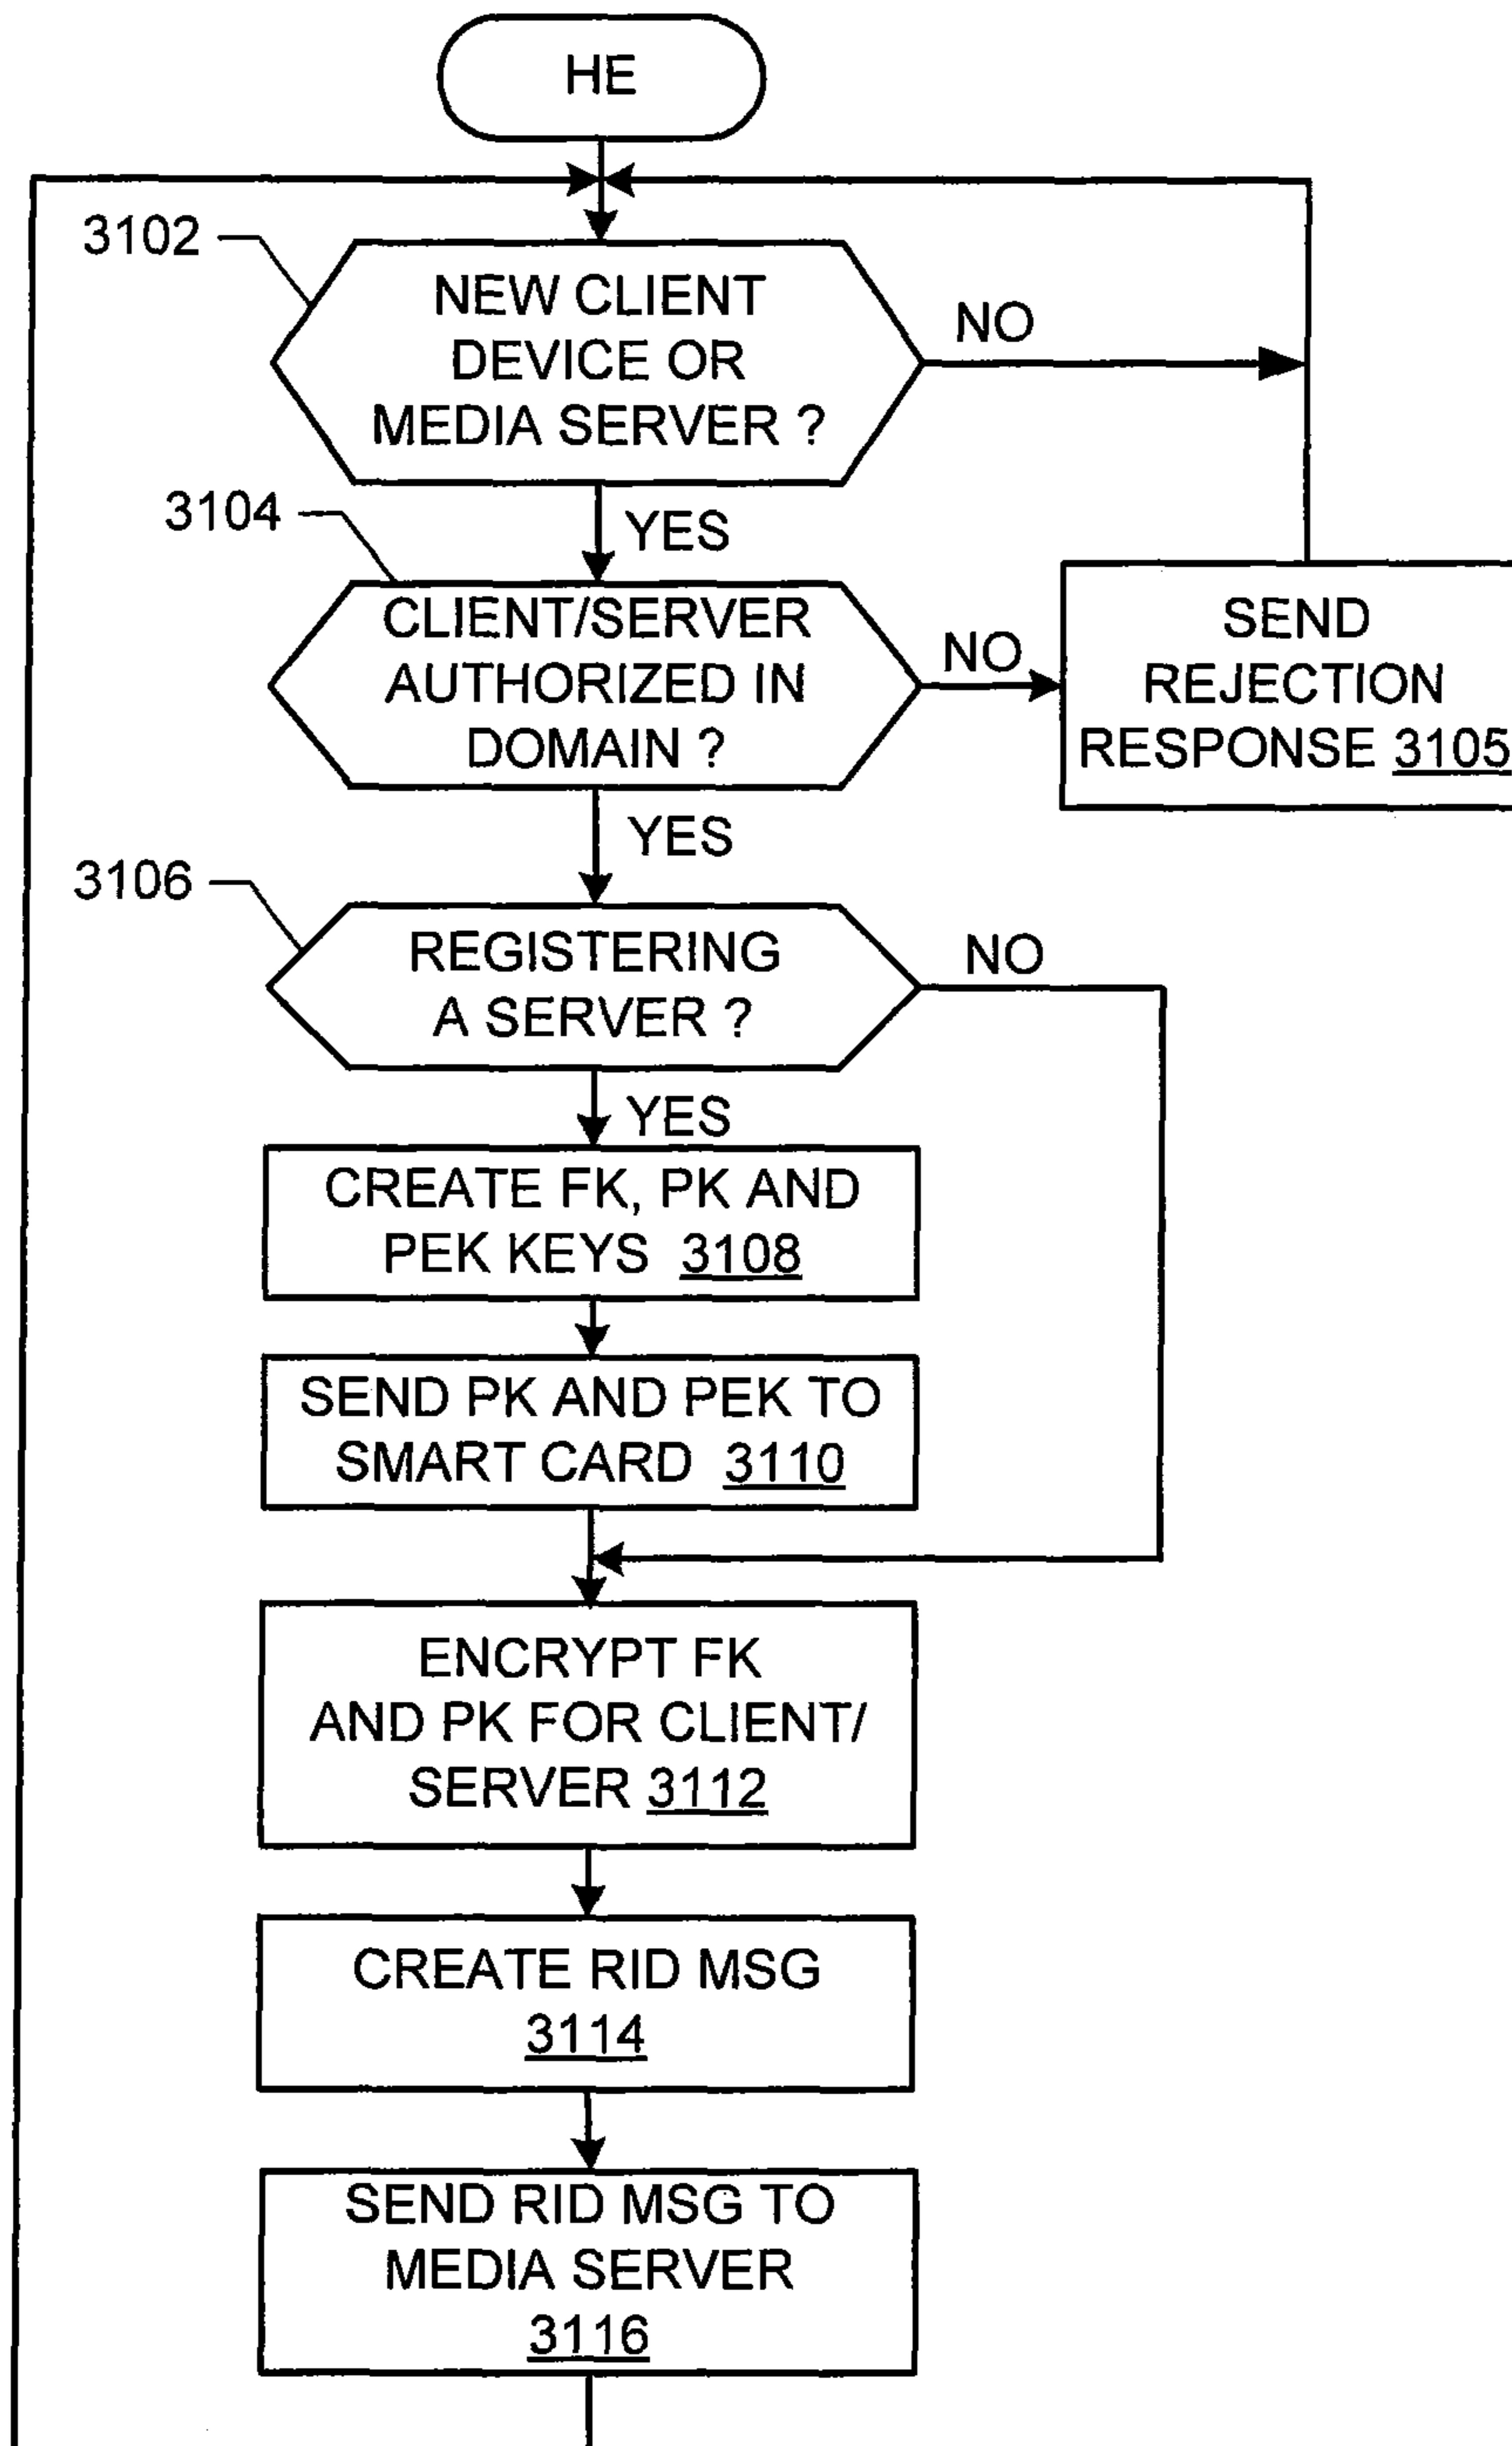 HE
3102
NEW CLIENT
DEVICE OR
MEDIA SERVER ?
NO
YES
3104
CLIENT/SERVER
AUTHORIZED IN
DOMAIN ?
NO
SEND
REJECTION
RESPONSE 3105
YES
3106
REGISTERING
A SERVER ?
NO
YES
CREATE FK, PK AND
PEK KEYS 3108
SEND PK AND PEK TO
SMART CARD 3110
ENCRYPT FK
AND PK FOR CLIENT/
SERVER 3112
CREATE RID MSG
3114
SEND RID MSG TO
MEDIA SERVER
3116